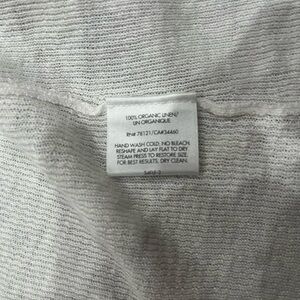 100% ORGANIC LINEN/
LIN ORGANIQUE
RN# 78121/CA#34460
HAND WASH COLD. NO BLEACH.
RESHAPE AND LAY FLAT TO DRY
STEAM PRESS TO RESTORE SIZE.
FOR BEST RESULTS, DRY CLEAN.